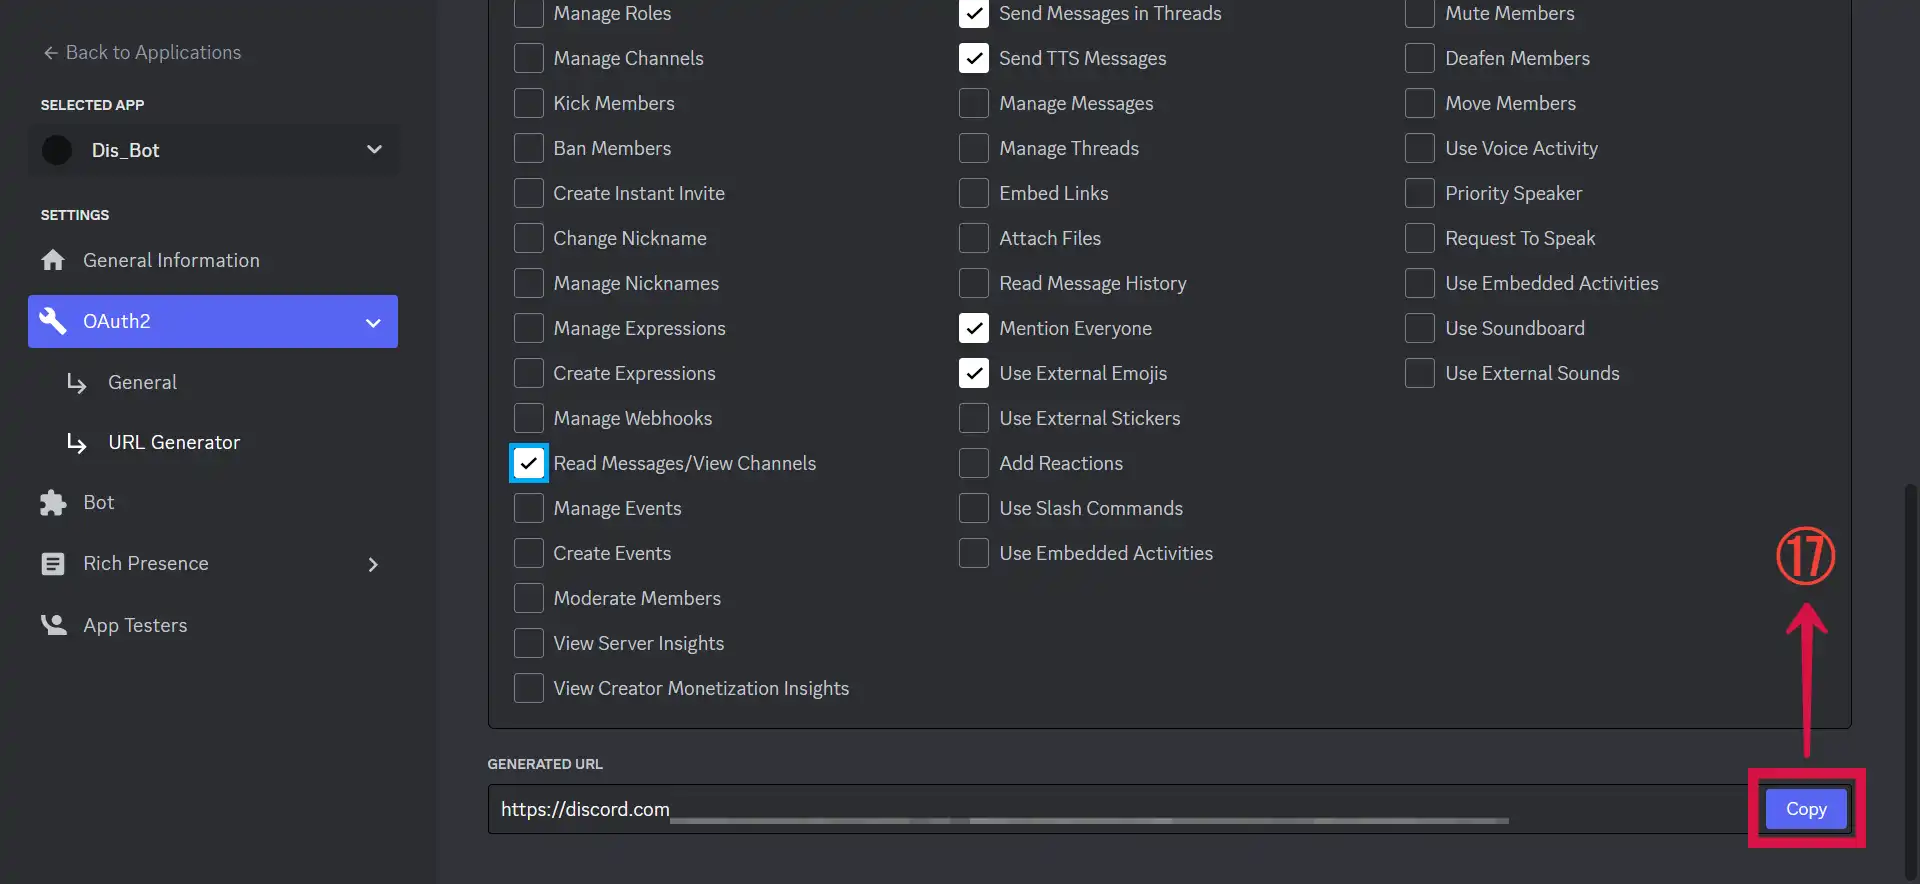 ← Back to Applications
SELECTED APP
Dis_Bot
SETTINGS
General Information
OAuth2
General
URL Generator
Bot
Rich Presence
App Testers
Manage Roles
Manage Channels
Kick Members
Ban Members
Create Instant Invite
Change Nickname
Manage Nicknames
Manage Expressions
Create Expressions
Manage Webhooks
Read Messages/View Channels
Manage Events
Create Events
Moderate Members
View Server Insights
View Creator Monetization Insights
Send Messages in Threads
Send TTS Messages
Manage Messages
Manage Threads
Embed Links
Attach Files
Read Message History
Mention Everyone
Use External Emojis
Use External Stickers
Add Reactions
Use Slash Commands
Use Embedded Activities
Mute Members
Deafen Members
Move Members
Use Voice Activity
Priority Speaker
Request To Speak
Use Embedded Activities
Use Soundboard
Use External Sounds
⑰
GENERATED URL
https://discord.com
Copy